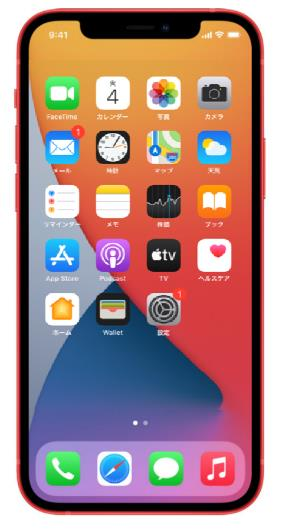 9:41
火
4
FaceTime
カレンダー
写真
カメラ
1
メール
時計
マップ
天気
リマインダー
メモ
株価
ブック
tv
App Store
Podcast
TV
ヘルスケア
1
ホーム
Wallet
設定